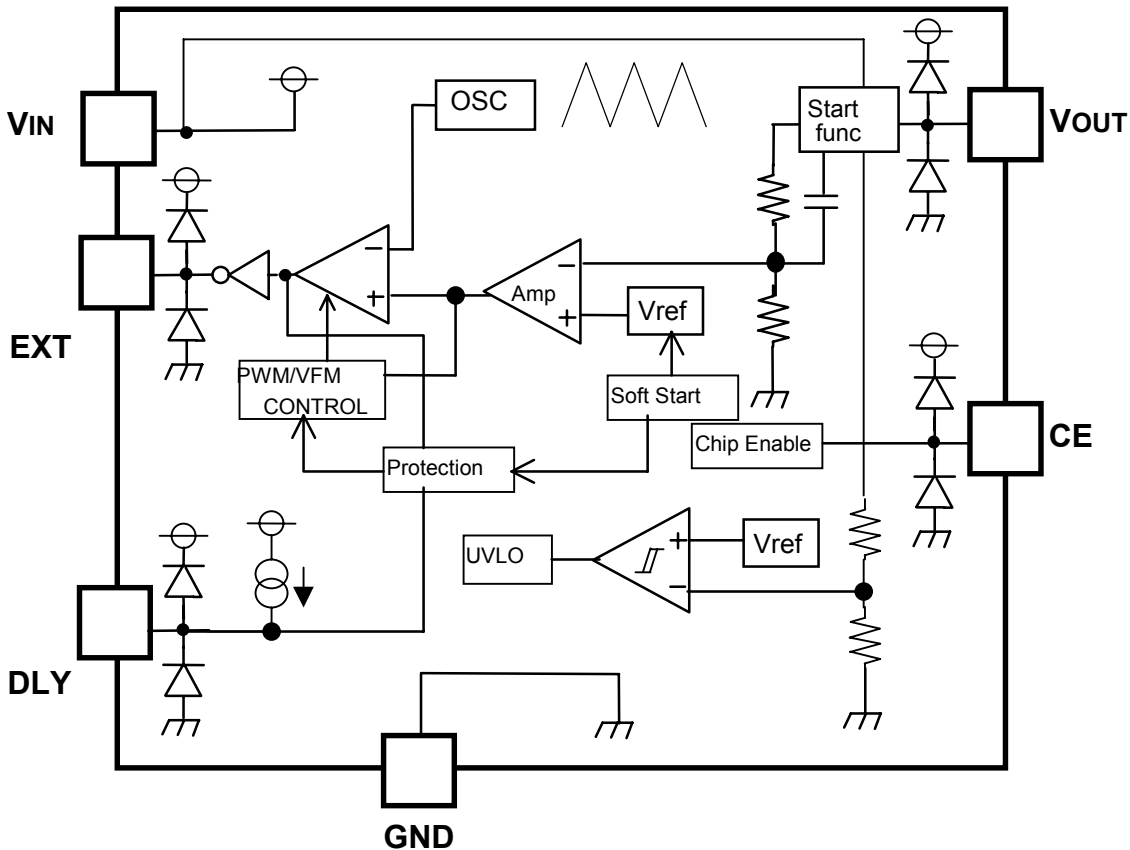 VIN
OSC
Start
func
VOUT
Amp
Vref
EXT
PWM/VFM
CONTROL
Soft Start
Chip Enable
CE
Protection
UVLO
Vref
DLY
GND